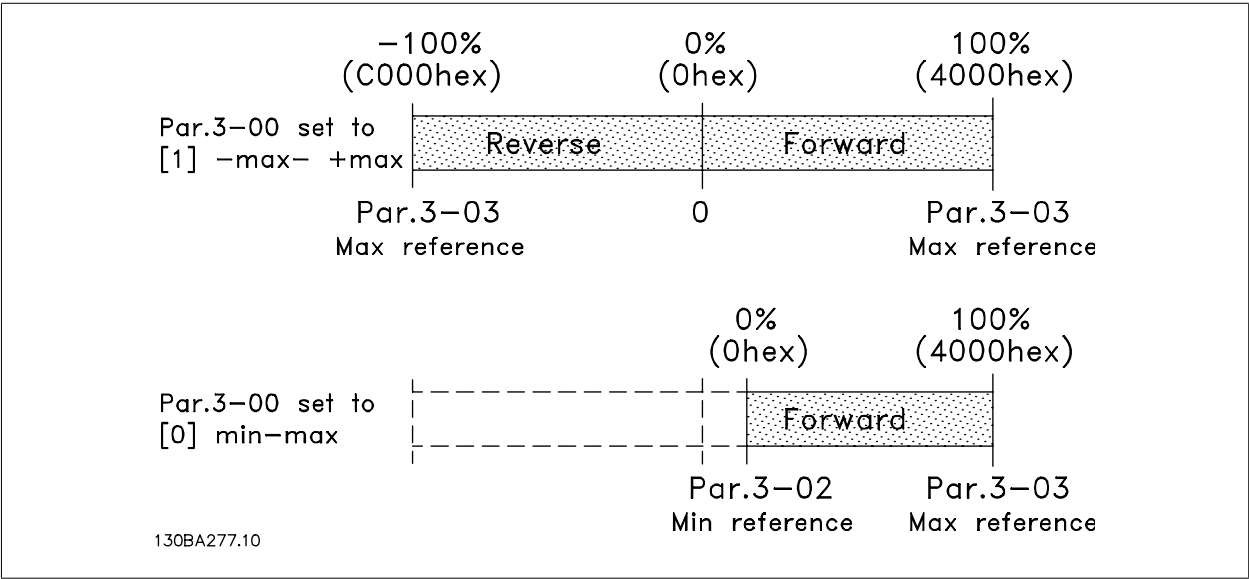 -100% 0% 100%
(C000hex) (0hex) (4000hex)
Par.3-00 set to
[1] -max- +max
Reverse Forward
Par.3-03 0 Par.3-03
Max reference Max reference
0% 100%
(0hex) (4000hex)
Par.3-00 set to
[0] min-max
Forward
Par.3-02 Par.3-03
Min reference Max reference
130BA277.10